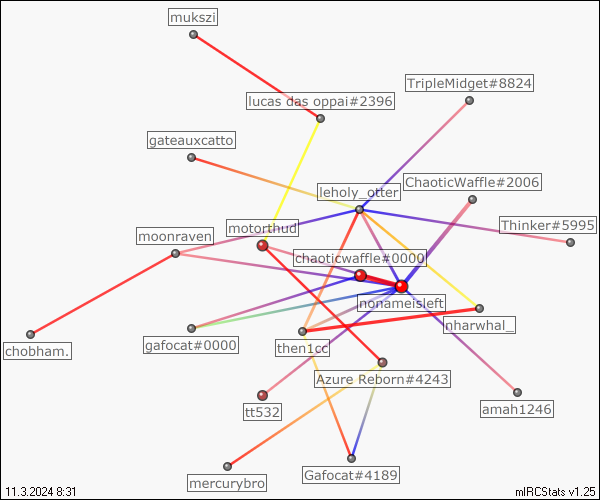 mukszi
TripleMidget#8824
lucas das oppai#2396
gateauxcatto
ChaoticWaffle#2006
leholy_otter
Thinker#5995
motorthud
moonraven
chaoticwaffle#0000
nonameisleft
nharwhal_
gafocat#0000
then1cc
chobham.
Azure Reborn#4243
tt532
amah1246
Gafocat#4189
mercurybro
11.3.2024 8:31
mIRCStats v1.25